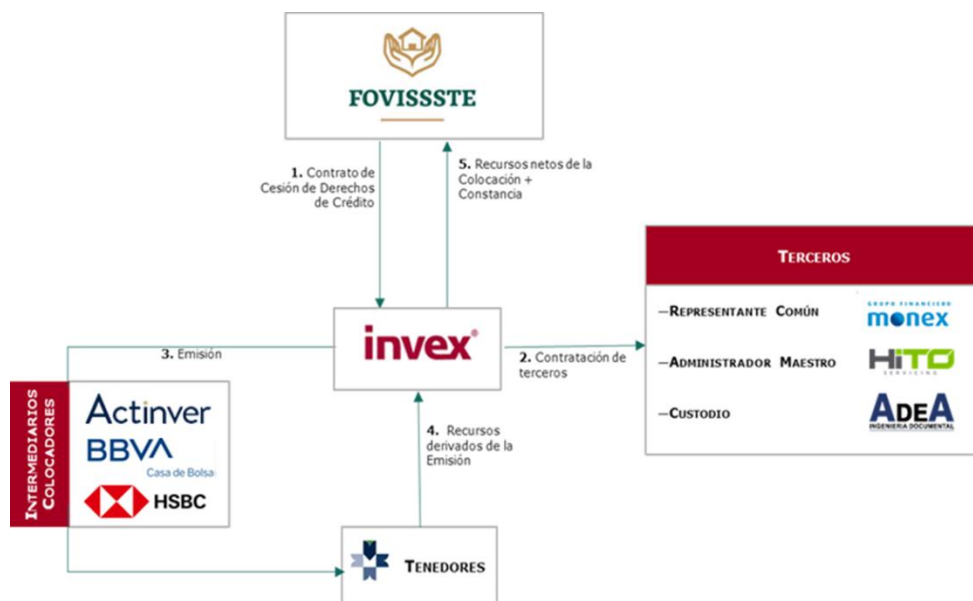 FOVISSSTE
1. Contrato de
Cesión de Derechos
de Crédito
5. Recursos netos de la
Colocación +
Constancia
TERCEROS
–REPRESENTANTE COMÚN
GRUPO FINANCIERO
monex
–ADMINISTRADOR MAESTRO
HiTO
SERVICING
–CUSTODIO
ADEA
INGENIERIA DOCUMENTAL
invex®
2. Contratación de
terceros
3. Emisión
INTERMEDIARIOS
COLOCADORES
Actinver
BBVA
Casa de Bolsa
HSBC
4. Recursos
derivados de la
Emisión
TENEDORES